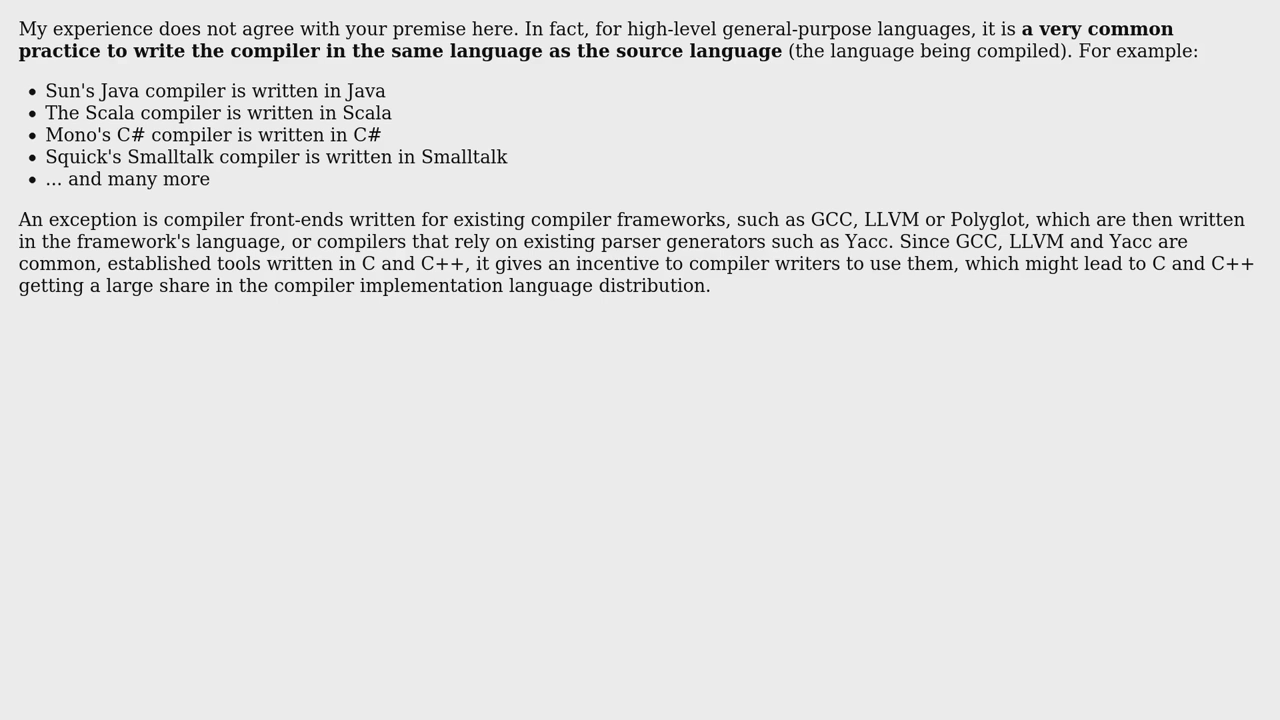 My experience does not agree with your premise here. In fact, for high-level general-purpose languages, it is a very common
practice to write the compiler in the same language as the source language (the language being compiled). For example:
• Sun's Java compiler is written in Java
• The Scala compiler is written in Scala
• Mono's C# compiler is written in C#
• Squick's Smalltalk compiler is written in Smalltalk
• ... and many more
An exception is compiler front-ends written for existing compiler frameworks, such as GCC, LLVM or Polyglot, which are then written
in the framework's language, or compilers that rely on existing parser generators such as Yacc. Since GCC, LLVM and Yacc are
common, established tools written in C and C++, it gives an incentive to compiler writers to use them, which might lead to C and C++
getting a large share in the compiler implementation language distribution.